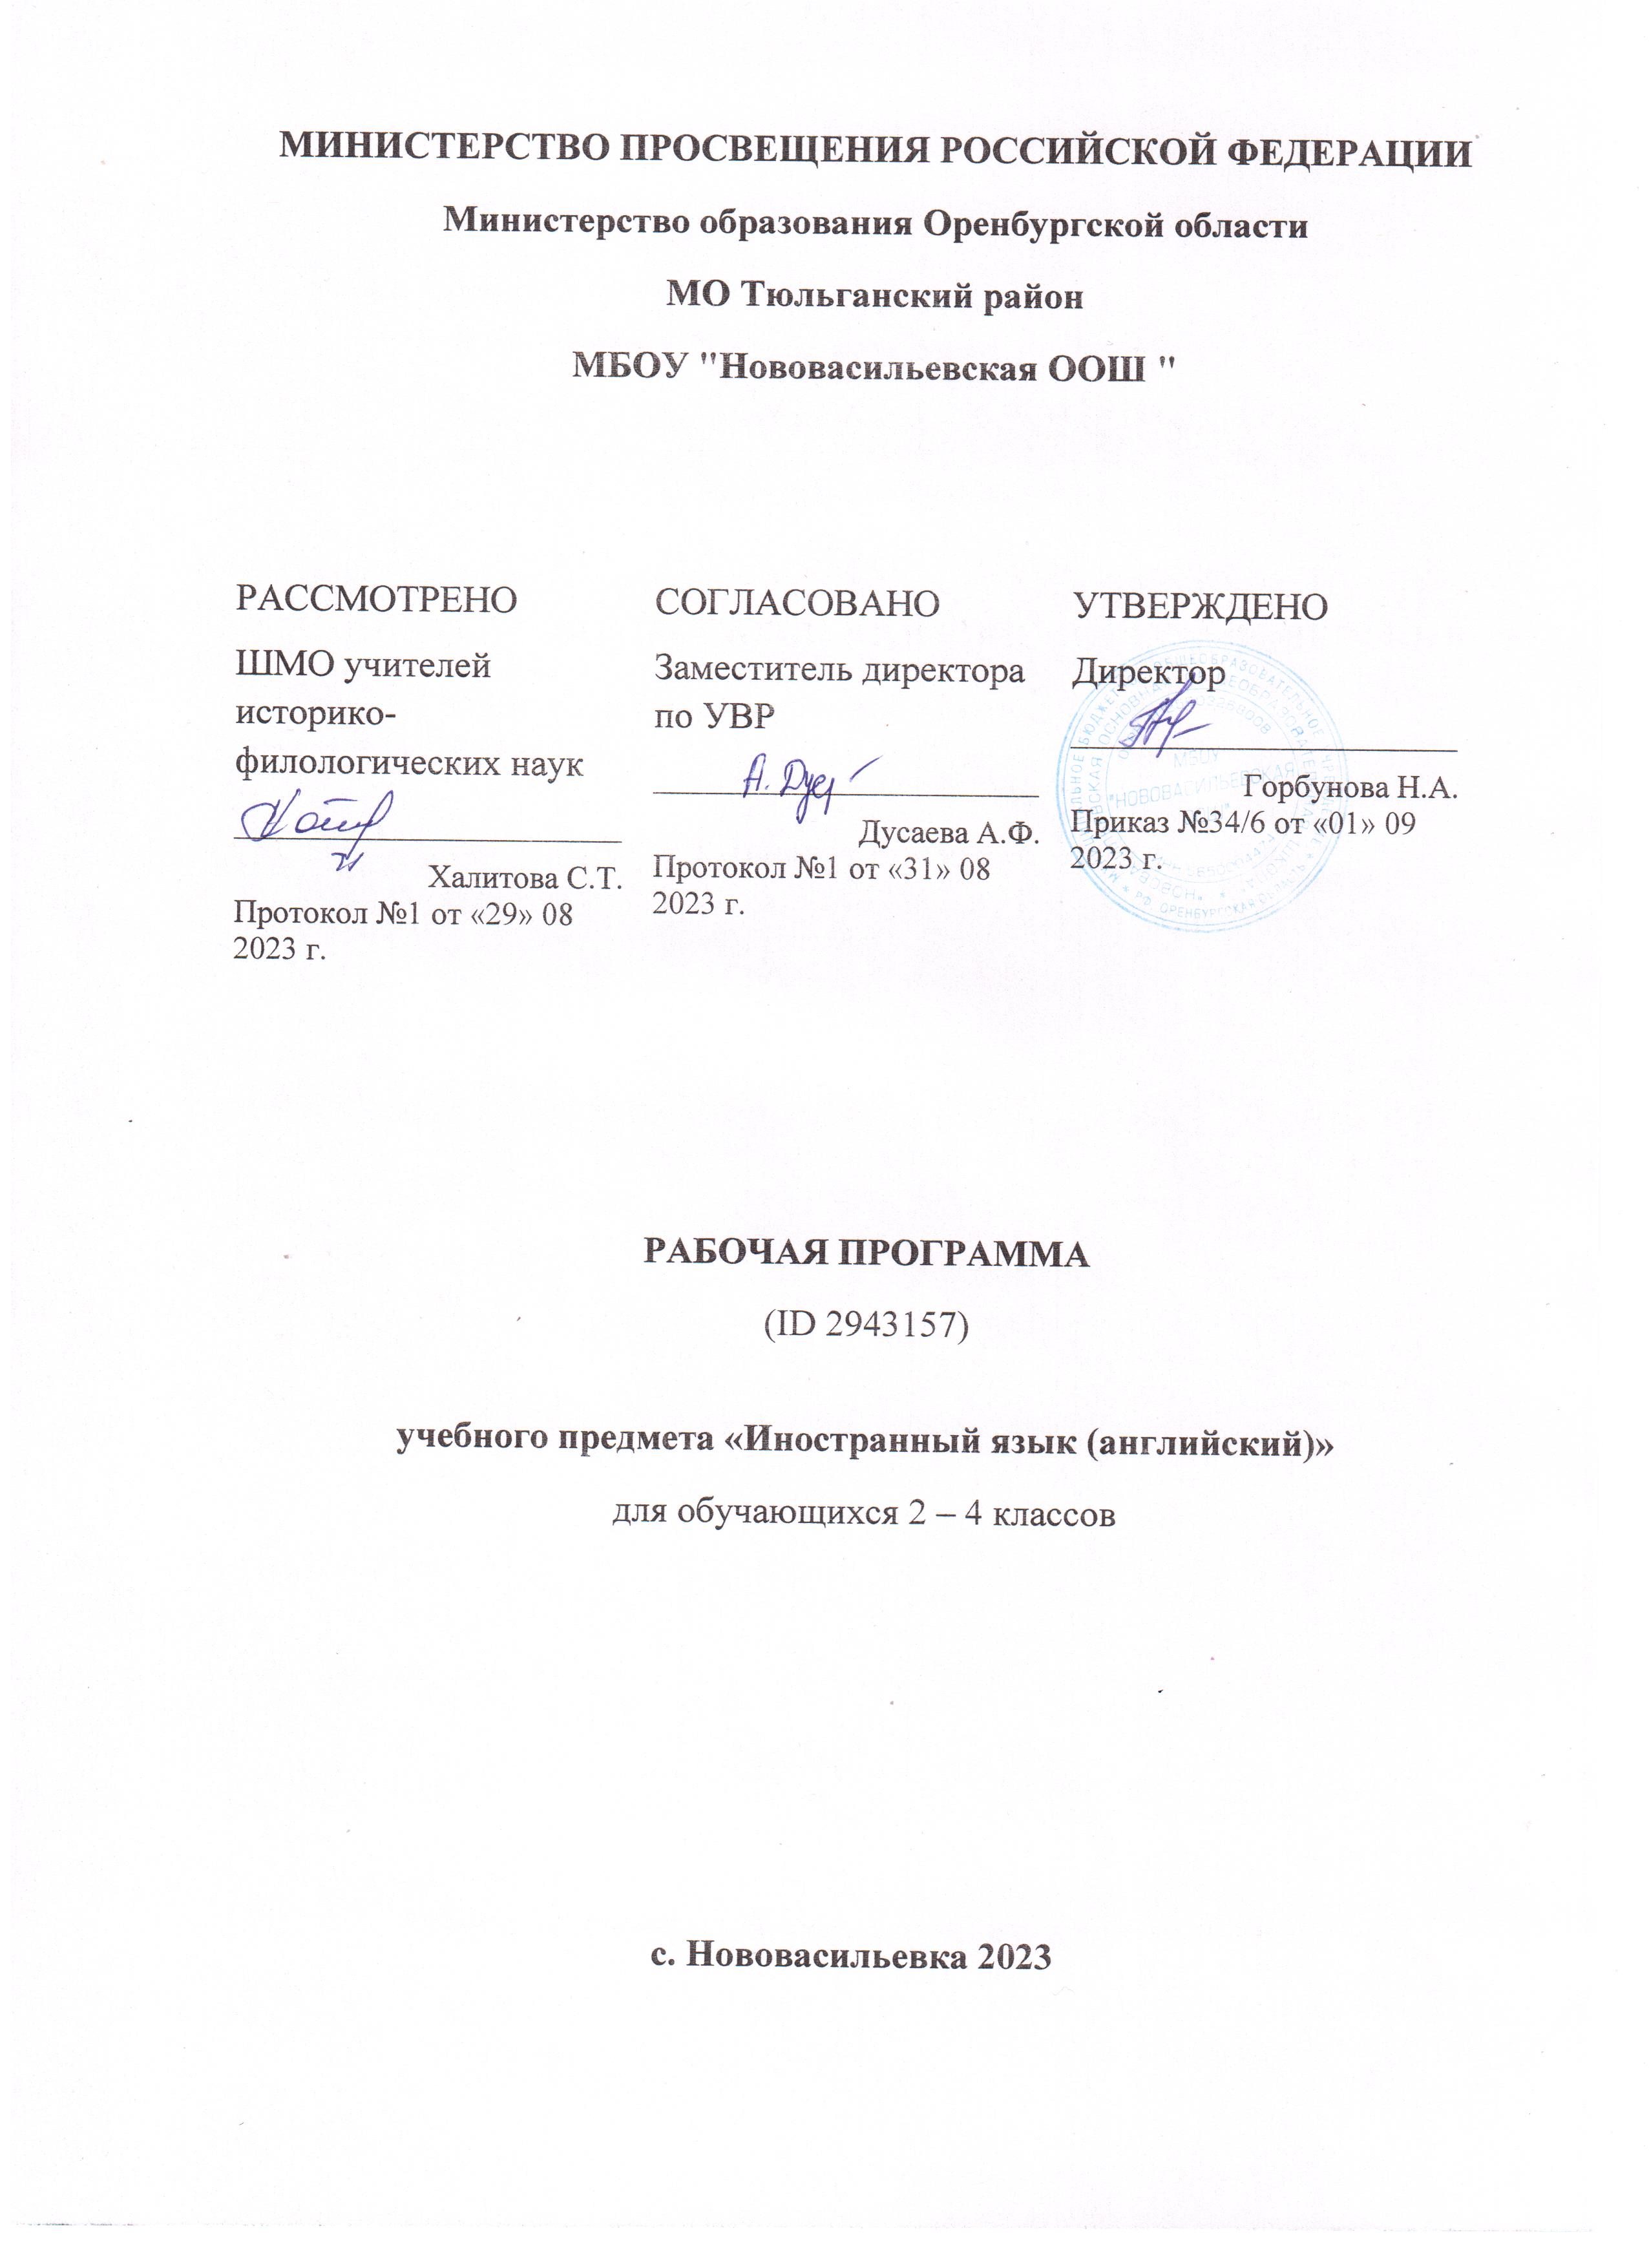 МИНИСТЕРСТВО ПРОСВЕЩЕНИЯ РОССИЙСКОЙ ФЕДЕРАЦИИ
Министерство образования Оренбургской области
МО Тюльганский район
МБОУ "Нововасильевская ООШ "
РАССМОТРЕНО
ШМО учителей
историко-
филологических наук
Халитова С.Т.
Протокол №1 от «29» 08
2023 г.
СОГЛАСОВАНО
Заместитель директора
по УВР
А. Дус
Дусаева А.Ф.
Протокол №1 от «31» 08
2023 г.
УТВЕРЖДЕНО
Директор
МБОУ
"НОВОВАСИЛЬЕВСКАЯ
Горбунова Н.А.
Приказ №34/6 от «01» 09
2023 г.
РАБОЧАЯ ПРОГРАММА
(ID 2943157)
учебного предмета «Иностранный язык (английский)»
для обучающихся 2 – 4 классов
с. Нововасильевка 2023